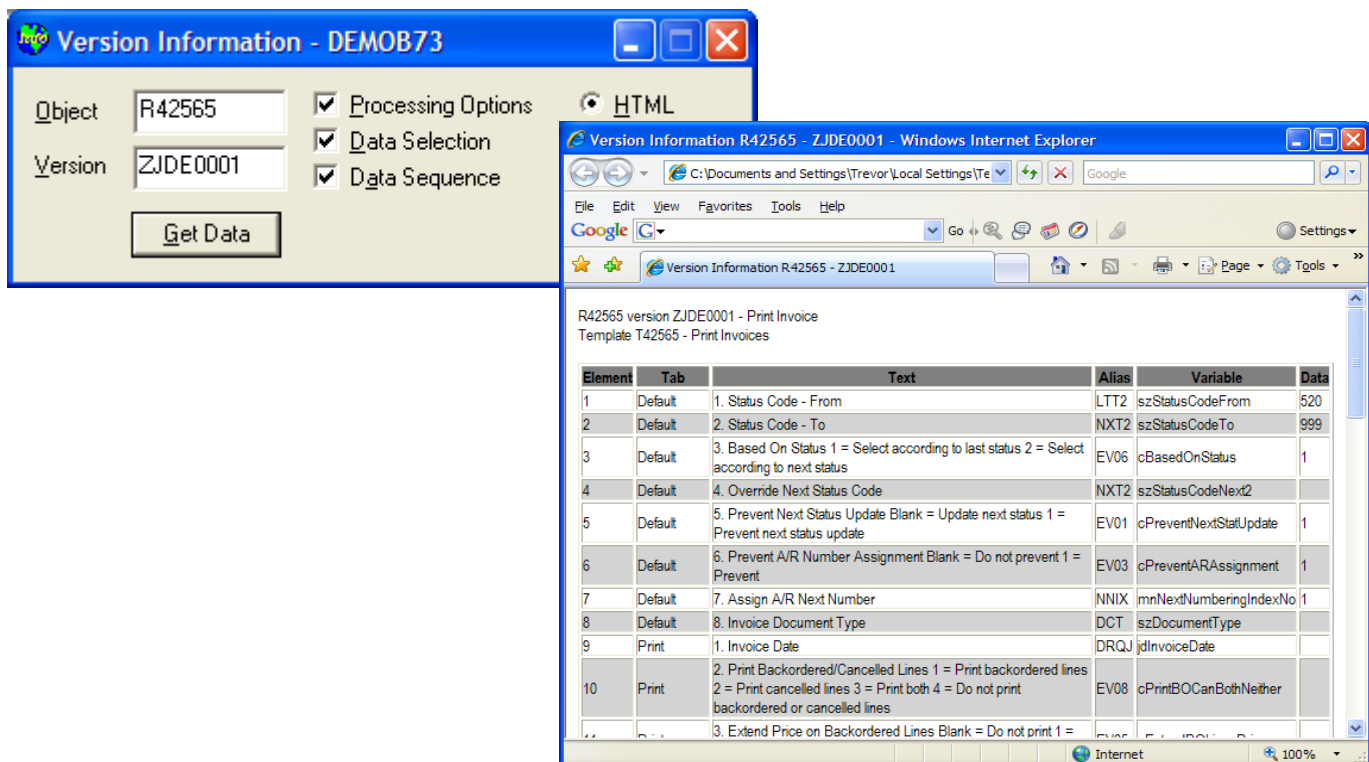 Version Information - DEMOB73
Object R42565 Processing Options HTML
Data Selection
Version ZJDE0001 Data Sequence
Get Data
Version Information R42565 - ZJDE0001 - Windows Internet Explorer
C:\Documents and Settings\Trevor\Local Settings\Te Google
File Edit View Favorites Tools Help
Google G Go Settings
Version Information R42565 - ZJDE0001 Page Tools »
R42565 version ZJDE0001 - Print Invoice
Template T42565 - Print Invoices
Element Tab Text Alias Variable Data
1 Default 1. Status Code - From LTT2 szStatusCodeFrom 520
2 Default 2. Status Code - To NXT2 szStatusCodeTo 999
3 Default 3. Based On Status 1 = Select according to last status 2 = Select
according to next status EV06 cBasedOnStatus 1
4 Default 4. Override Next Status Code NXT2 szStatusCodeNext2
5 Default 5. Prevent Next Status Update Blank = Update next status 1 =
Prevent next status update EV01 cPreventNextStatUpdate 1
6 Default 6. Prevent A/R Number Assignment Blank = Do not prevent 1 =
Prevent EV03 cPreventARAssignment 1
7 Default 7. Assign A/R Next Number NNIX mnNextNumberingIndexNo 1
8 Default 8. Invoice Document Type DCT szDocumentType
9 Print 1. Invoice Date DRQJ jdInvoiceDate
10 Print 2. Print Backordered/Cancelled Lines 1 = Print backordered lines
2 = Print cancelled lines 3 = Print both 4 = Do not print
backordered or cancelled lines EV08 cPrintBOCanBothNeither
3. Extend Price on Backordered Lines Blank = Do not print 1 =
Internet 100%